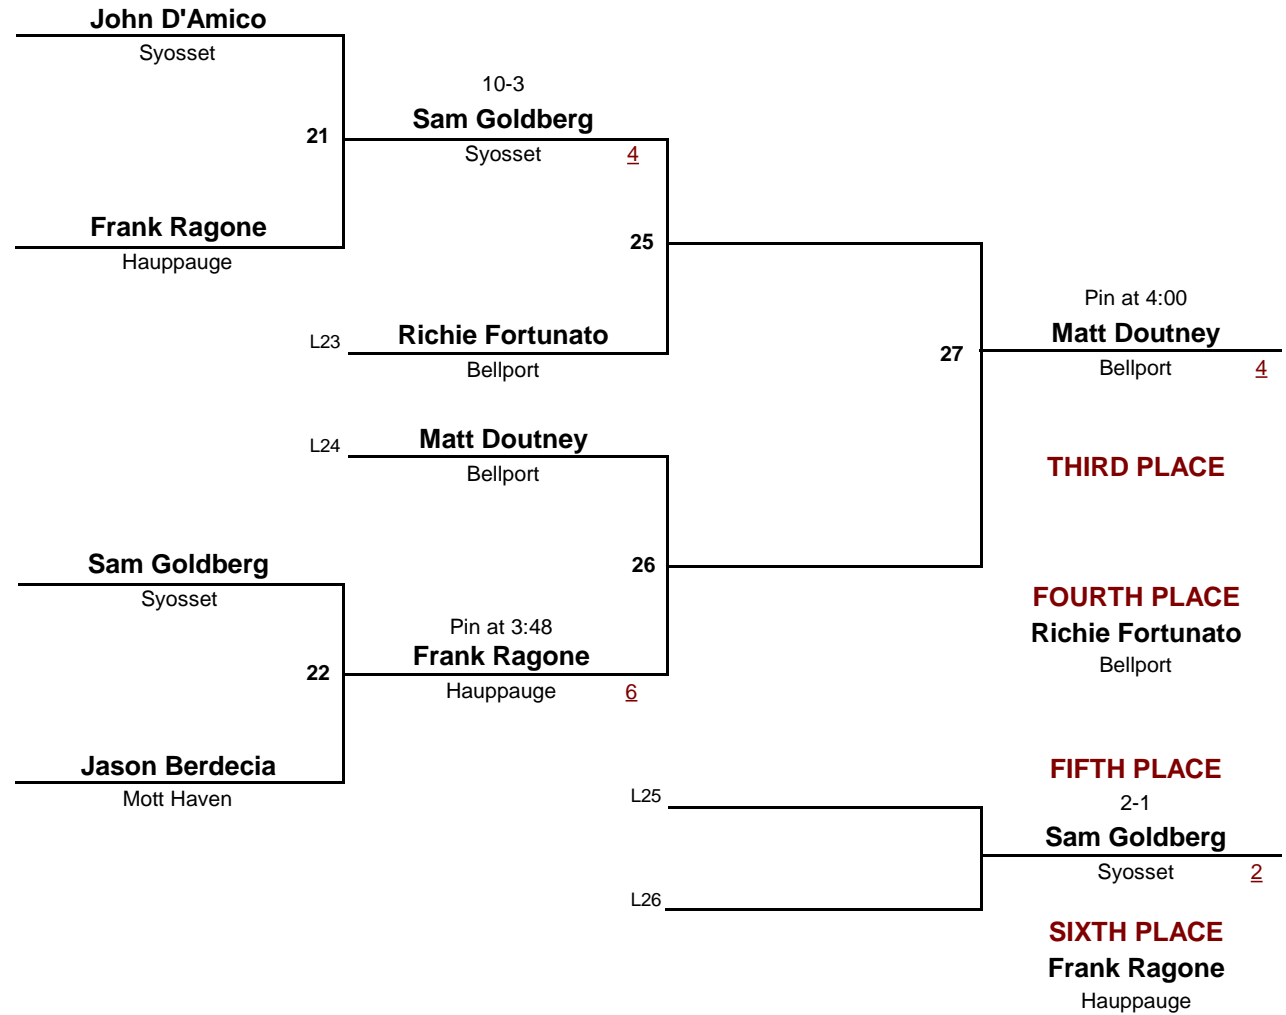 John D'Amico
Syosset
10-3
21
Sam Goldberg
Syosset
4
Frank Ragone
Hauppauge
25
L23
Richie Fortunato
Bellport
Pin at 4:00
27
Matt Doutney
Bellport
4
L24
Matt Doutney
Bellport
THIRD PLACE
Sam Goldberg
Syosset
26
FOURTH PLACE
Richie Fortunato
Bellport
Pin at 3:48
22
Frank Ragone
Hauppauge
6
Jason Berdecia
Mott Haven
FIFTH PLACE
L25
2-1
Sam Goldberg
Syosset
2
L26
SIXTH PLACE
Frank Ragone
Hauppauge